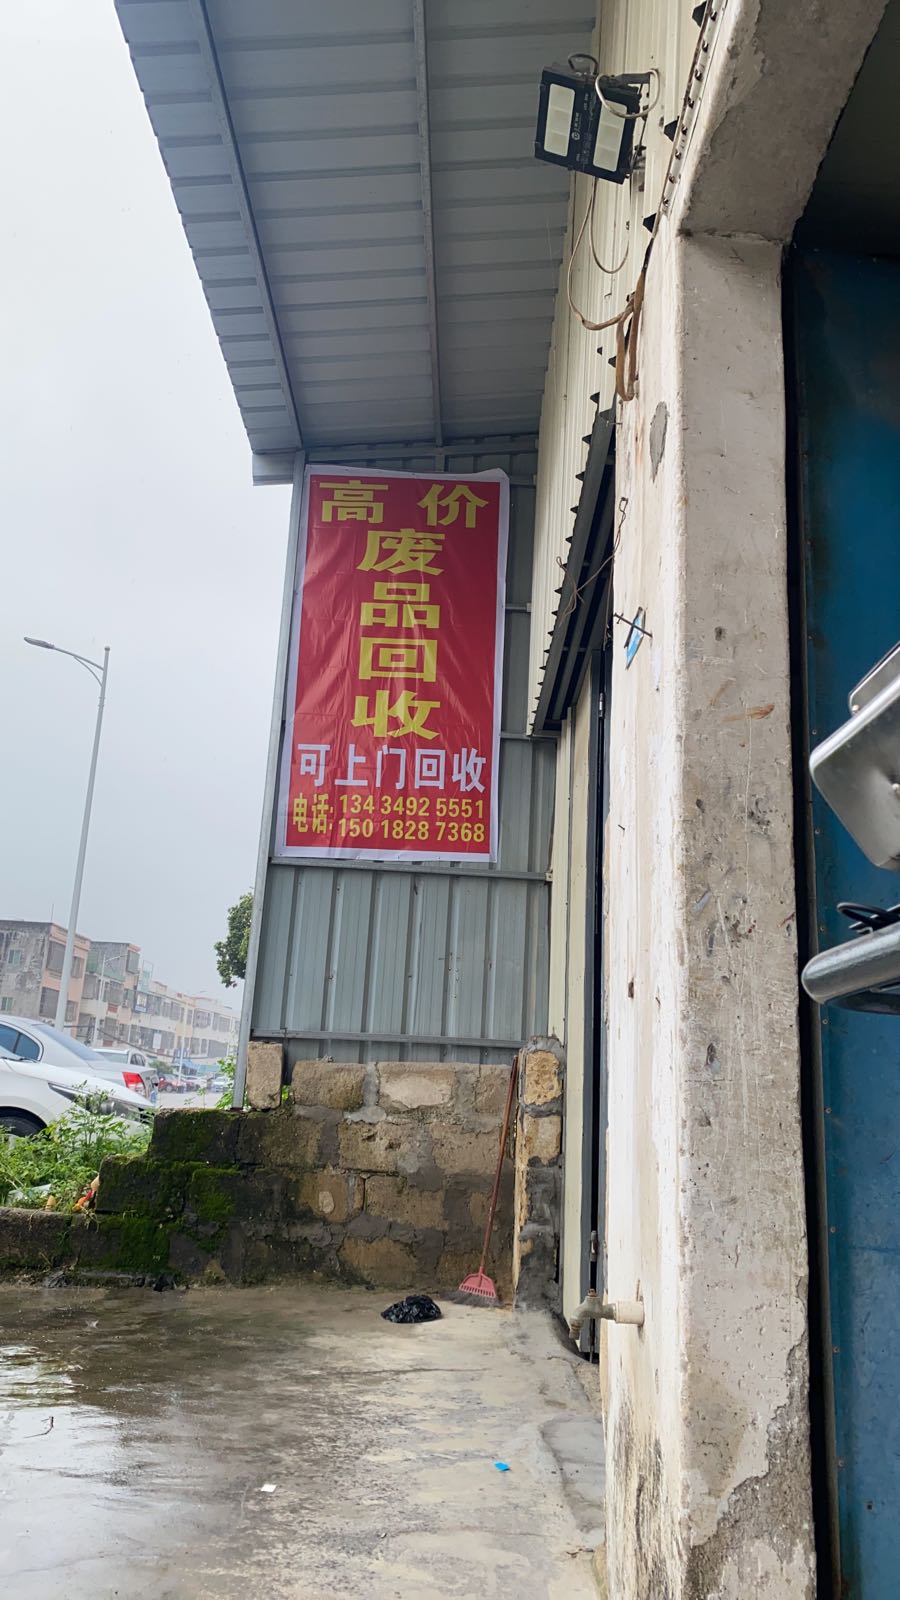 高 价
废
品
回
收
可上门回收
电话: 134 3492 5551
150 1828 7368